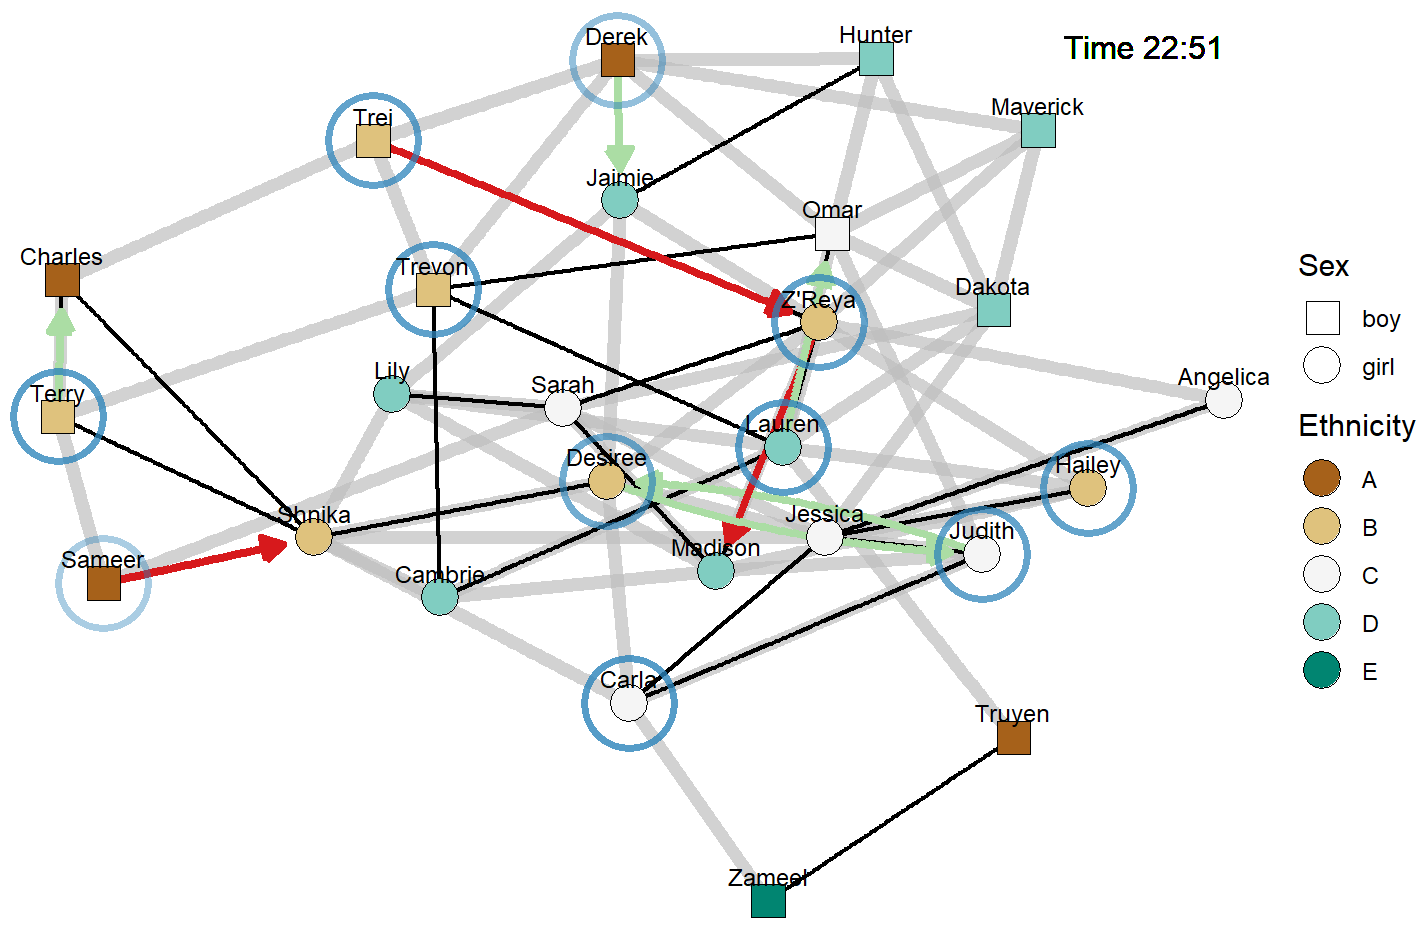 Derek
Hunter
Time 22:51
Maverick
Trei
Jaimie
Omar
Charles
Trevon
Z'Reya
Dakota
Sex
boy
girl
Lily
Sarah
Angelica
Terry
Lauren
Ethnicity
Desiree
Hailey
A
B
C
D
E
Shnika
Jessica
Judith
Sameer
Cambrie
Madison
Carla
Truyen
Zameel